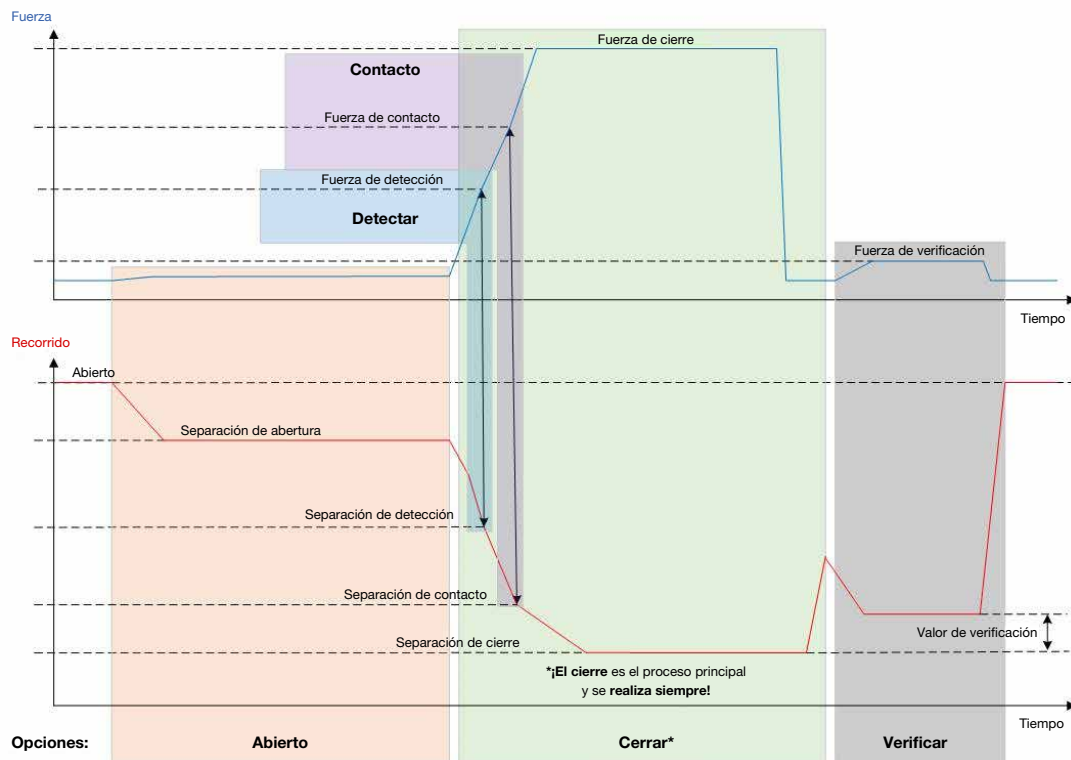 Fuerza
Fuerza de cierre
Contacto
Fuerza de contacto
Fuerza de detección
Detectar
Fuerza de verificación
Tiempo
Recorrido
Abierto
Separación de abertura
Separación de detección
Separación de contacto
Valor de verificación
Separación de cierre
*¡El cierre es el proceso principal
y se realiza siempre!
Tiempo
Opciones:
Abierto
Cerrar*
Verificar